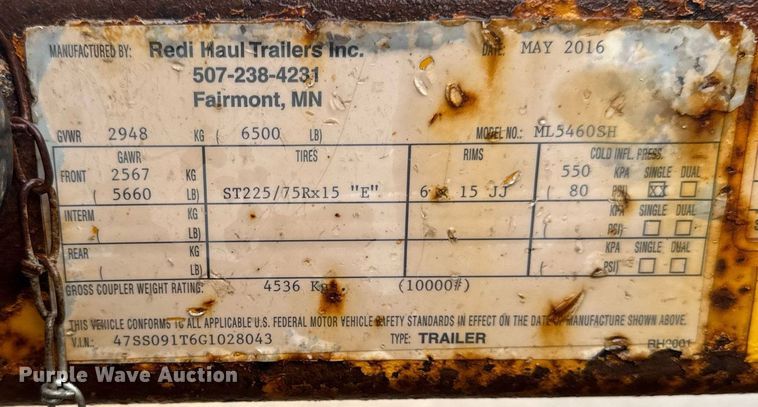 MANUFACTURED BY: Redi Haul Trailers Inc. DATE: MAY 2016
507-238-4231
Fairmont, MN
GVWR 2948 KG ( 6500 LB) MODEL NO.: ML5460SH
GAWR TIRES RIMS COLD INFL. PRESS.
FRONT 2567 KG 550 KPA SINGLE DUAL
( 5660 LB) ST225/75Rx15 "E" 6 x 15 JJ ( 80 PSI) XX
INTERM KG KPA SINGLE DUAL
( LB) ( PSI)
REAR KG KPA SINGLE DUAL
( LB) ( PSI)
GROSS COUPLER WEIGHT RATING: 4536 Kg (10000#)
THIS VEHICLE CONFORMS TO ALL APPLICABLE U.S. FEDERAL MOTOR VEHICLE SAFETY STANDARDS IN EFFECT ON THE DATE OF MANUFACTURE SHOWN ABOVE.
V.I.N.: 47SS091T6G1028043 TYPE: TRAILER RH0001
Purple Wave Auction